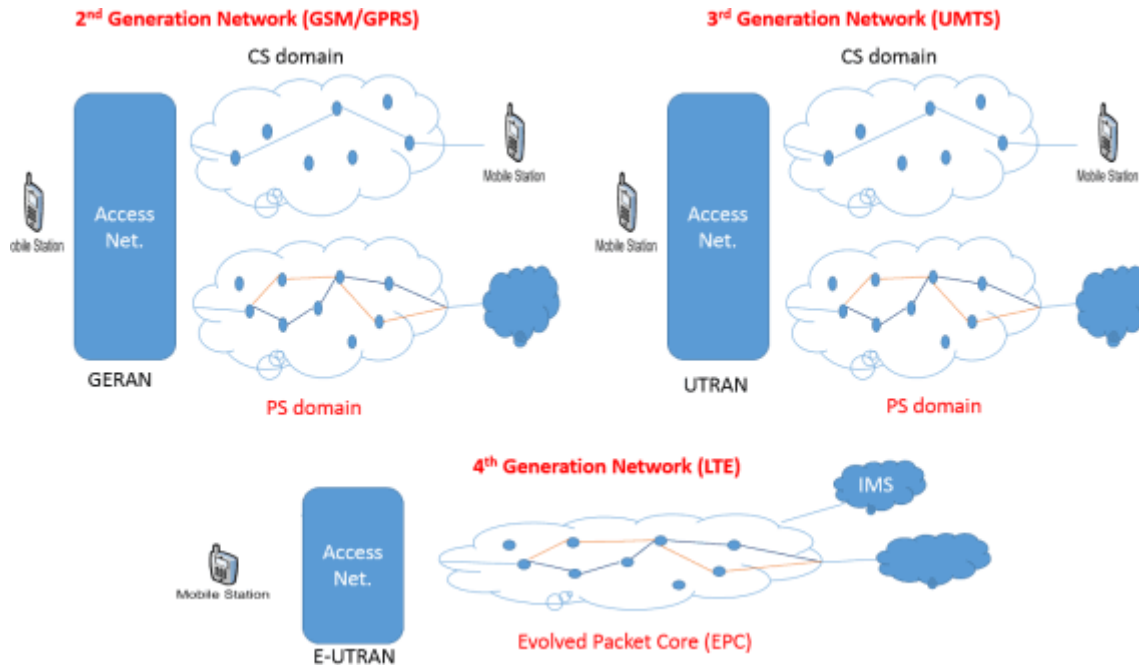 2nd Generation Network (GSM/GPRS)
CS domain
Mobile Station
Access
Net.
obile Station
GERAN
PS domain
3rd Generation Network (UMTS)
CS domain
Mobile Station
Access
Net.
Mobile Station
UTRAN
PS domain
4th Generation Network (LTE)
IMS
Access
Net.
Mobile Station
Evolved Packet Core (EPC)
E-UTRAN